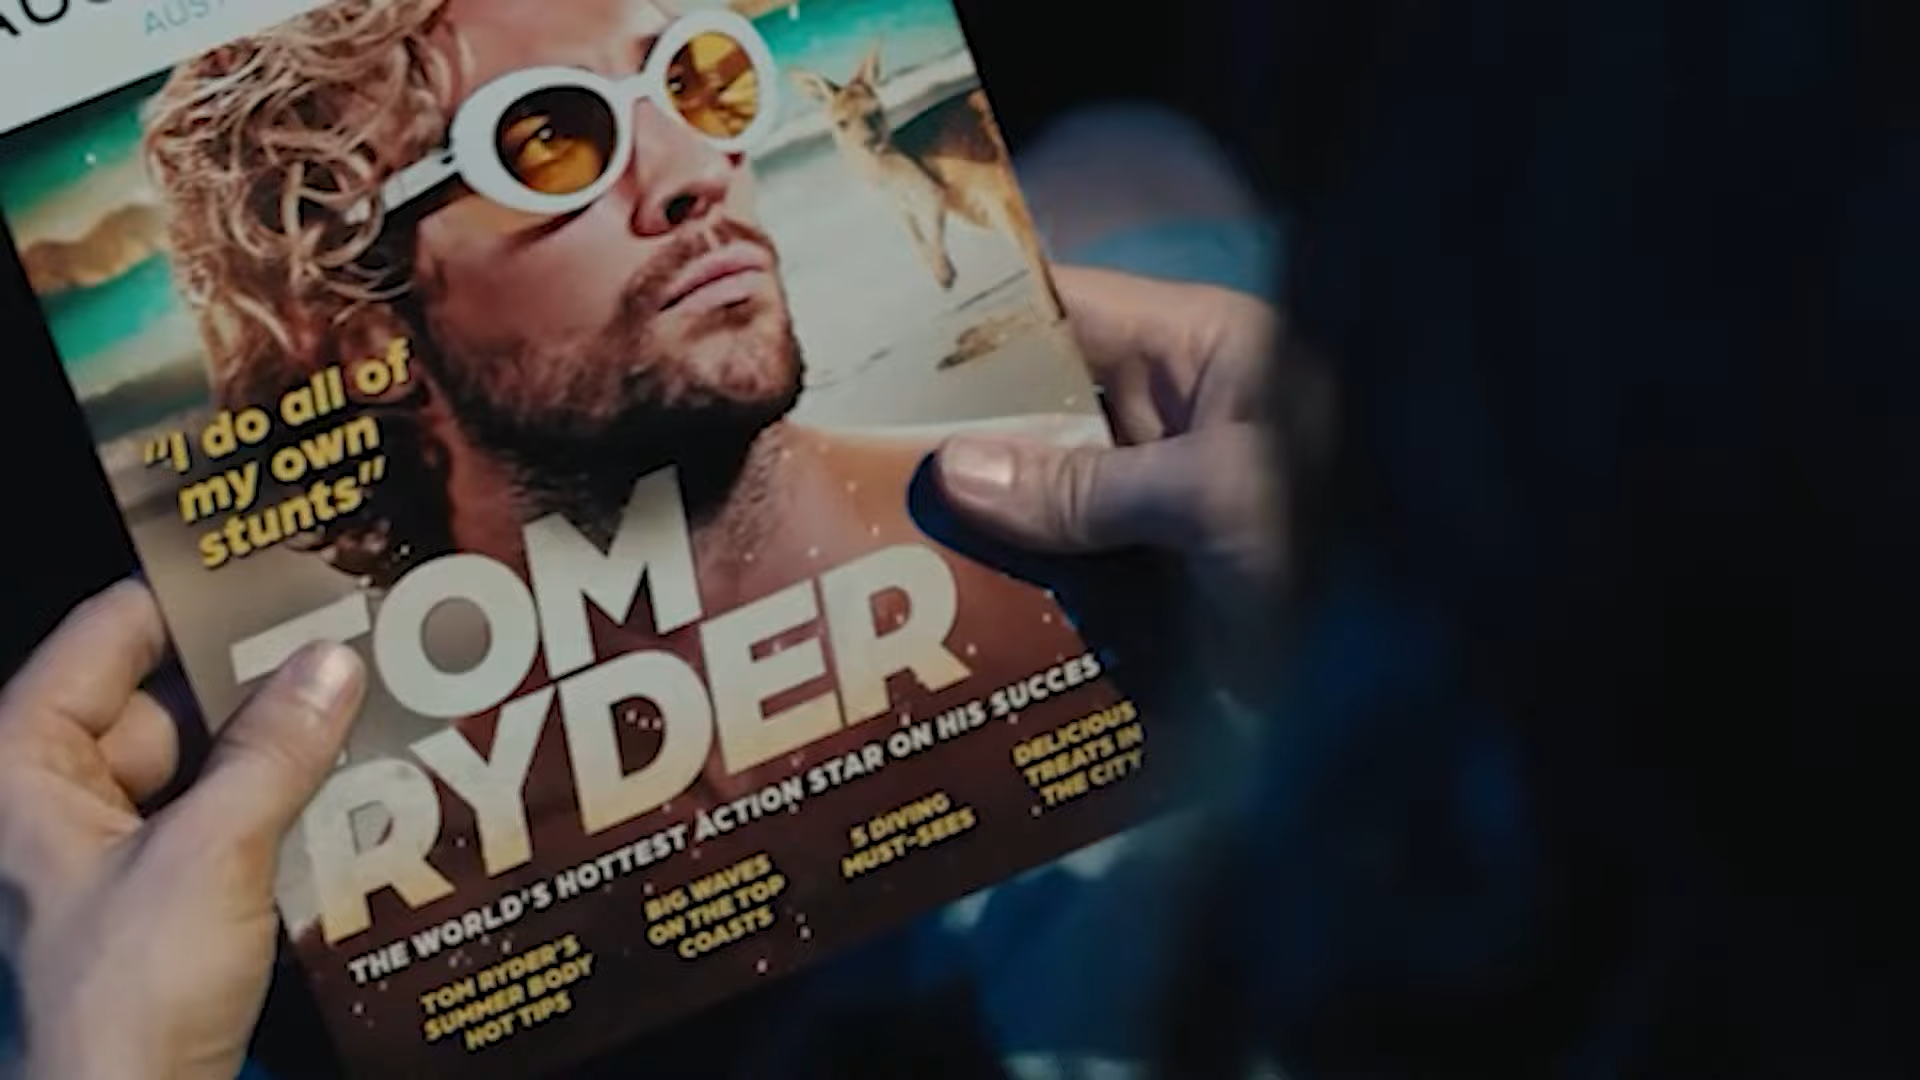 AUST
"I do all of
my own
stunts"
TOM
RYDER
THE WORLD'S HOTTEST ACTION STAR ON HIS SUCCES
TOM RYDER'S
SUMMER BODY
HOT TIPS
BIG WAVES
ON THE TOP
COASTS
5 DIVING
MUST-SEES
DELICIOUS
TREATS IN
THE CITY